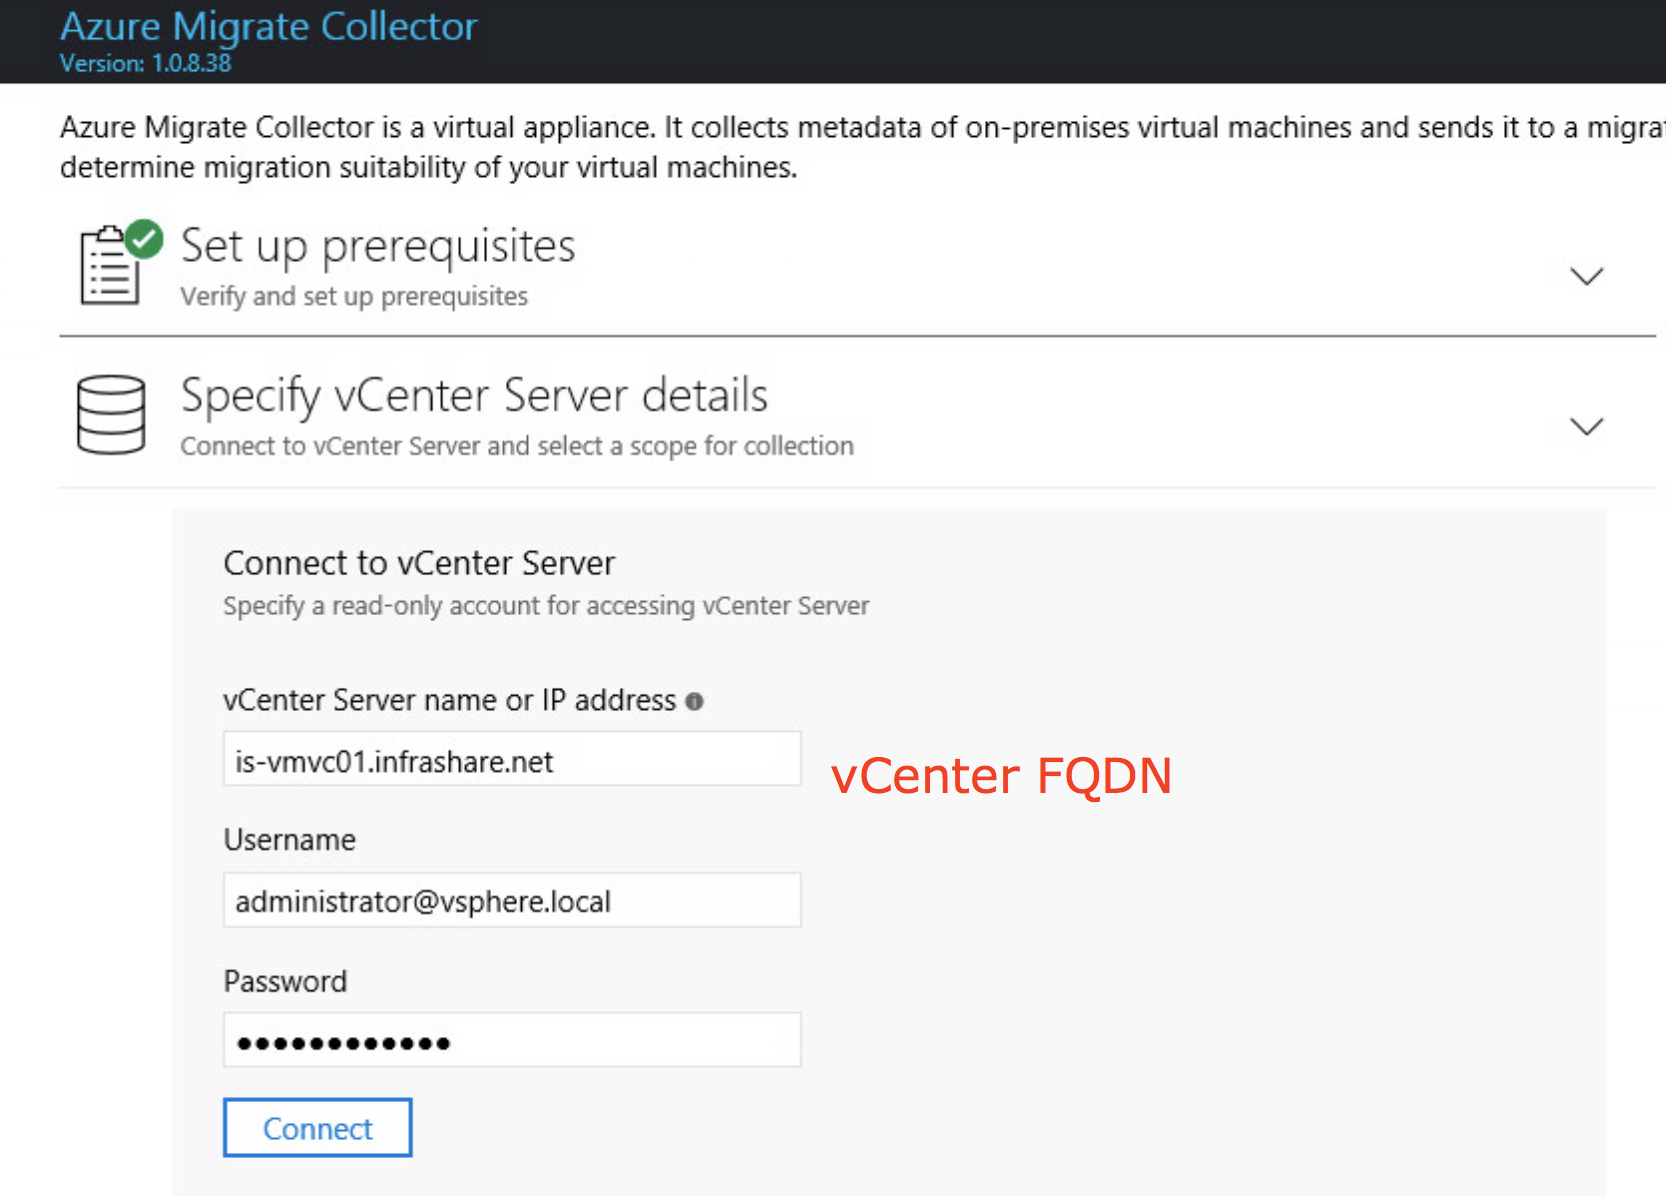 Azure Migrate Collector
Version: 1.0.8.38
Azure Migrate Collector is a virtual appliance. It collects metadata of on-premises virtual machines and sends it to a
determine migration suitability of your virtual machines.
Set up prerequisites
Verify and set up prerequisites
Specify vCenter Server details
Connect to vCenter Server and select a scope for collection
Connect to vCenter Server
Specify a read-only account for accessing vCenter Server
vCenter Server name or IP address
is-vmvc01.infrashare.net
vCenter FQDN
Username
administrator@vsphere.local
Password
••••••••••••
Connect